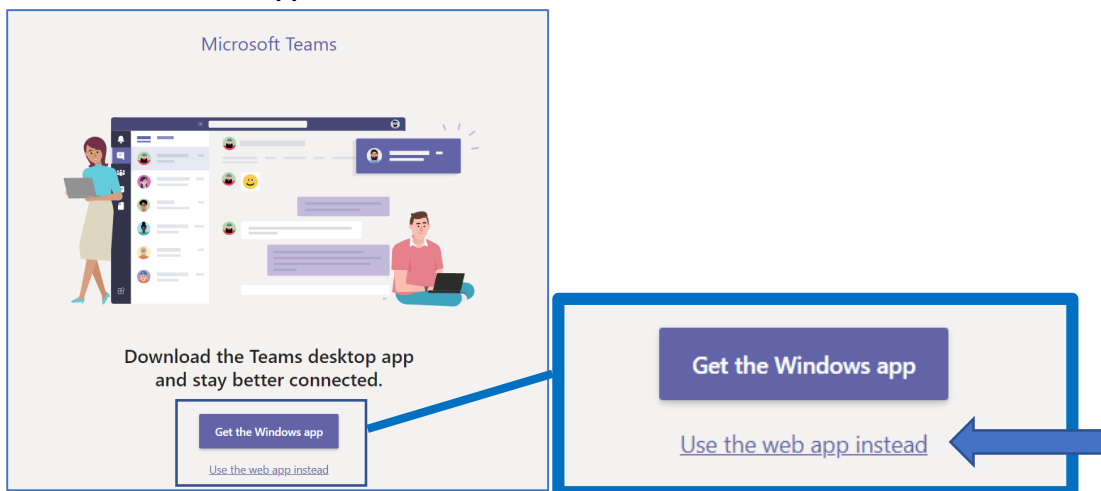 Microsoft Teams
Download the Teams desktop app
and stay better connected.
Get the Windows app
Use the web app instead
Get the Windows app
Use the web app instead